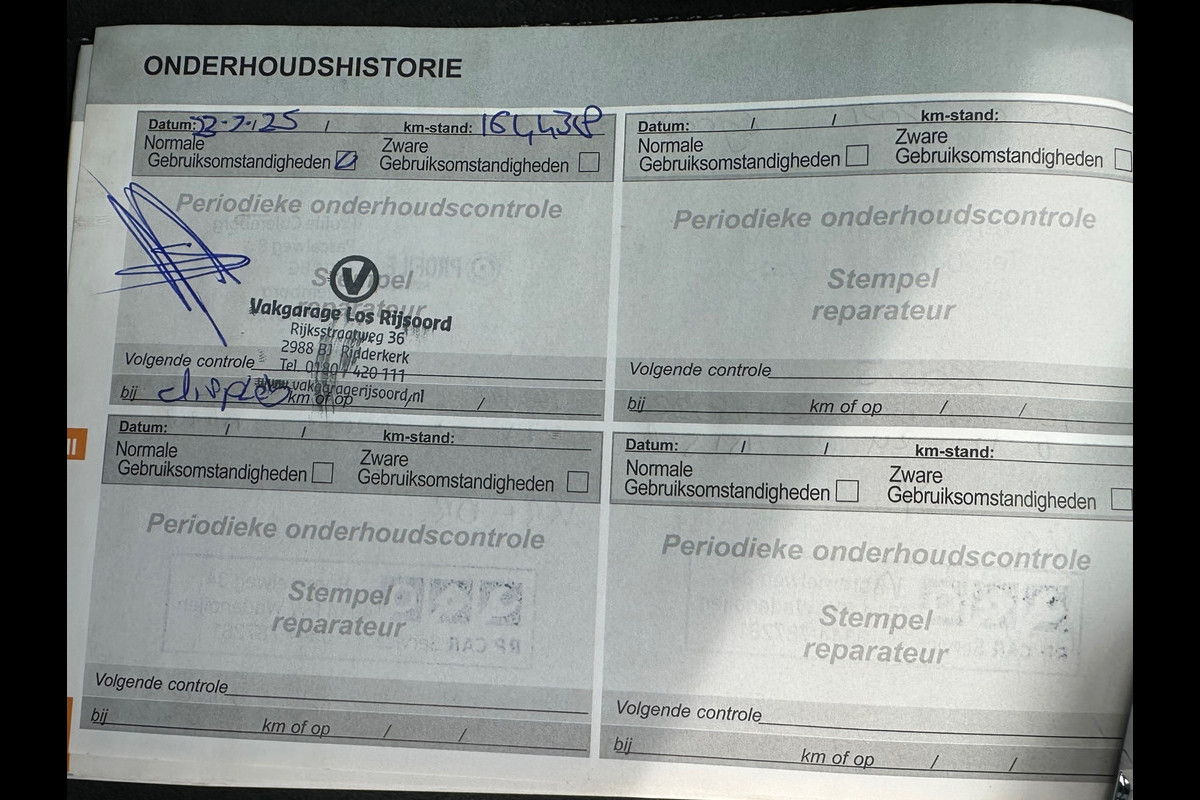 ONDERHOUDSHISTORIE
Datum: 22-7-'25 / km-stand: 164,438
Normale Zware
Gebruiksomstandigheden Gebruiksomstandigheden
Periodieke onderhoudscontrole
Stempel
reparateur
Vakgarage Los Rijsoord
Rijksstraatweg 36
2988 BJ Ridderkerk
Volgende controle
Tel. 0180 / 420 111
www.vakgaragerijsoord.nl
bij display km of op / /
Datum: / / km-stand:
Normale Zware
Gebruiksomstandigheden Gebruiksomstandigheden
Periodieke onderhoudscontrole
Stempel
reparateur
Volgende controle
bij km of op / /
Datum: / / km-stand:
Normale Zware
Gebruiksomstandigheden Gebruiksomstandigheden
Periodieke onderhoudscontrole
Stempel
reparateur
Volgende controle
bij km of op / /
Datum: / / km-stand:
Normale Zware
Gebruiksomstandigheden Gebruiksomstandigheden
Periodieke onderhoudscontrole
Stempel
reparateur
Volgende controle
bij km of op / /